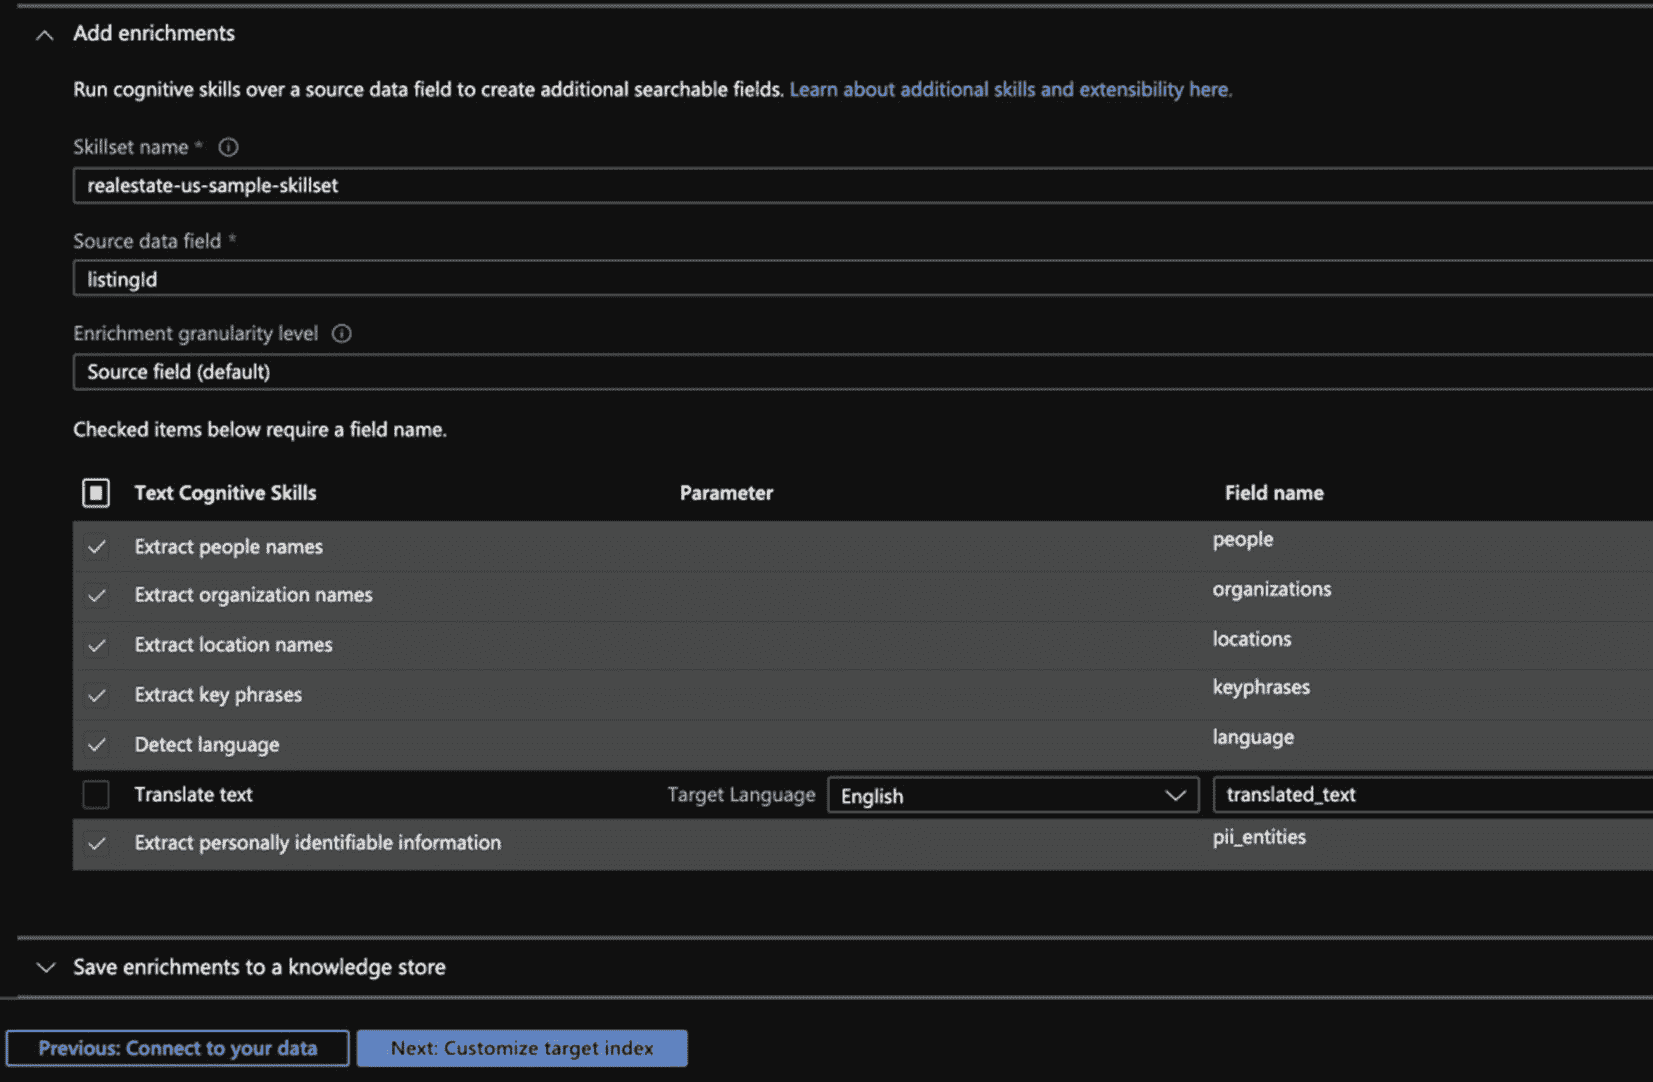 Add enrichments
Run cognitive skills over a source data field to create additional searchable fields. Learn about additional skills and extensibility here.
Skillset name *
realestate-us-sample-skillset
Source data field *
listingId
Enrichment granularity level
Source field (default)
Checked items below require a field name.
Text Cognitive Skills Parameter Field name
Extract people names people
Extract organization names organizations
Extract location names locations
Extract key phrases keyphrases
Detect language language
Translate text Target Language English translated_text
Extract personally identifiable information pii_entities
Save enrichments to a knowledge store
Previous: Connect to your data Next: Customize target index